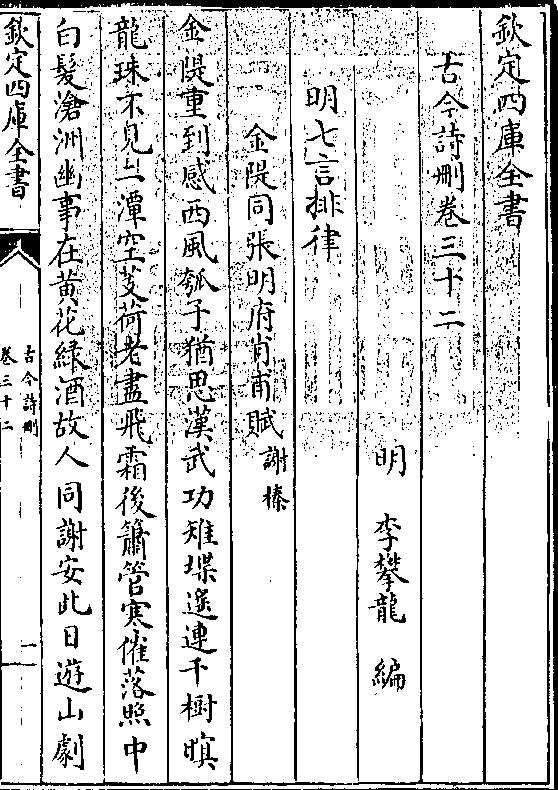 欽定四庫全書
古今詩刪卷三十二
明 李攀龍 編
明七言排律
金隄同張明府肖甫賦 謝榛
金隄重到感西風瓠子猶思漢武功雉堞遙連千樹暝
龍珠不見一潭空芰荷老盡飛霜後簫管寒催落照中
白髮滄洲幽事在黃花緑酒故人同謝安此日遊山劇
欽定四庫全書
古今詩刪
卷三十二
一